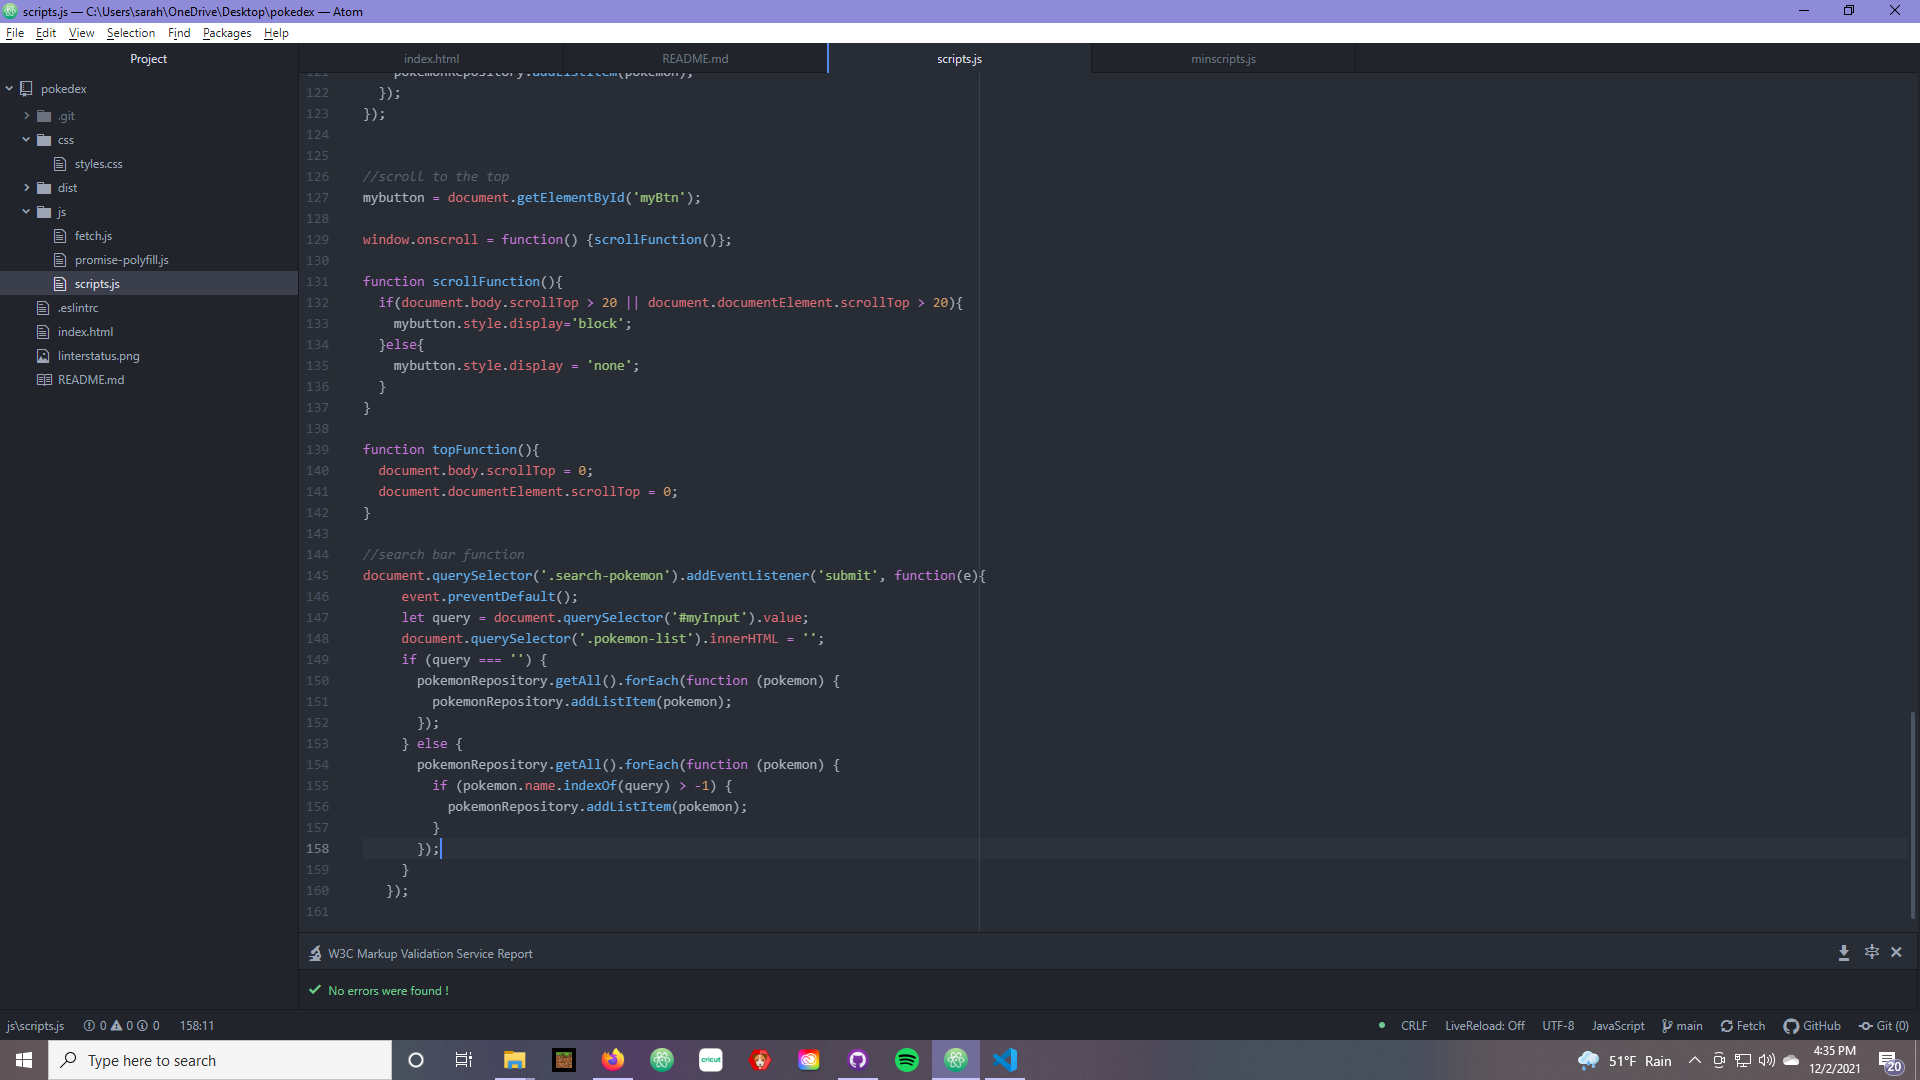 scripts.js — C:\Users\sarah\OneDrive\Desktop\pokedex — Atom
File Edit View Selection Find Packages Help
Project
index.html
README.md
scripts.js
minscripts.js
pokedex
.git
css
styles.css
dist
js
fetch.js
promise-polyfill.js
scripts.js
.eslintrc
index.html
linterstatus.png
README.md
121 pokemonRepository.addListItem(pokemon);
122 });
123 });
124
125
126 //scroll to the top
127 mybutton = document.getElementById('myBtn');
128
129 window.onscroll = function() {scrollFunction()};
130
131 function scrollFunction(){
132 if(document.body.scrollTop > 20 || document.documentElement.scrollTop > 20){
133 mybutton.style.display='block';
134 }else{
135 mybutton.style.display = 'none';
136 }
137 }
138
139 function topFunction(){
140 document.body.scrollTop = 0;
141 document.documentElement.scrollTop = 0;
142 }
143
144 //search bar function
145 document.querySelector('.search-pokemon').addEventListener('submit', function(e){
146 event.preventDefault();
147 let query = document.querySelector('#myInput').value;
148 document.querySelector('.pokemon-list').innerHTML = '';
149 if (query === '') {
150 pokemonRepository.getAll().forEach(function (pokemon) {
151 pokemonRepository.addListItem(pokemon);
152 });
153 } else {
154 pokemonRepository.getAll().forEach(function (pokemon) {
155 if (pokemon.name.indexOf(query) > -1) {
156 pokemonRepository.addListItem(pokemon);
157 }
158 });
159 }
160 });
161
W3C Markup Validation Service Report
No errors were found !
js\scripts.js 0 0 0 158:11
CRLF LiveReload: Off UTF-8 JavaScript main Fetch GitHub Git (0)
Type here to search
cricut
51°F Rain
4:35 PM
12/2/2021
20